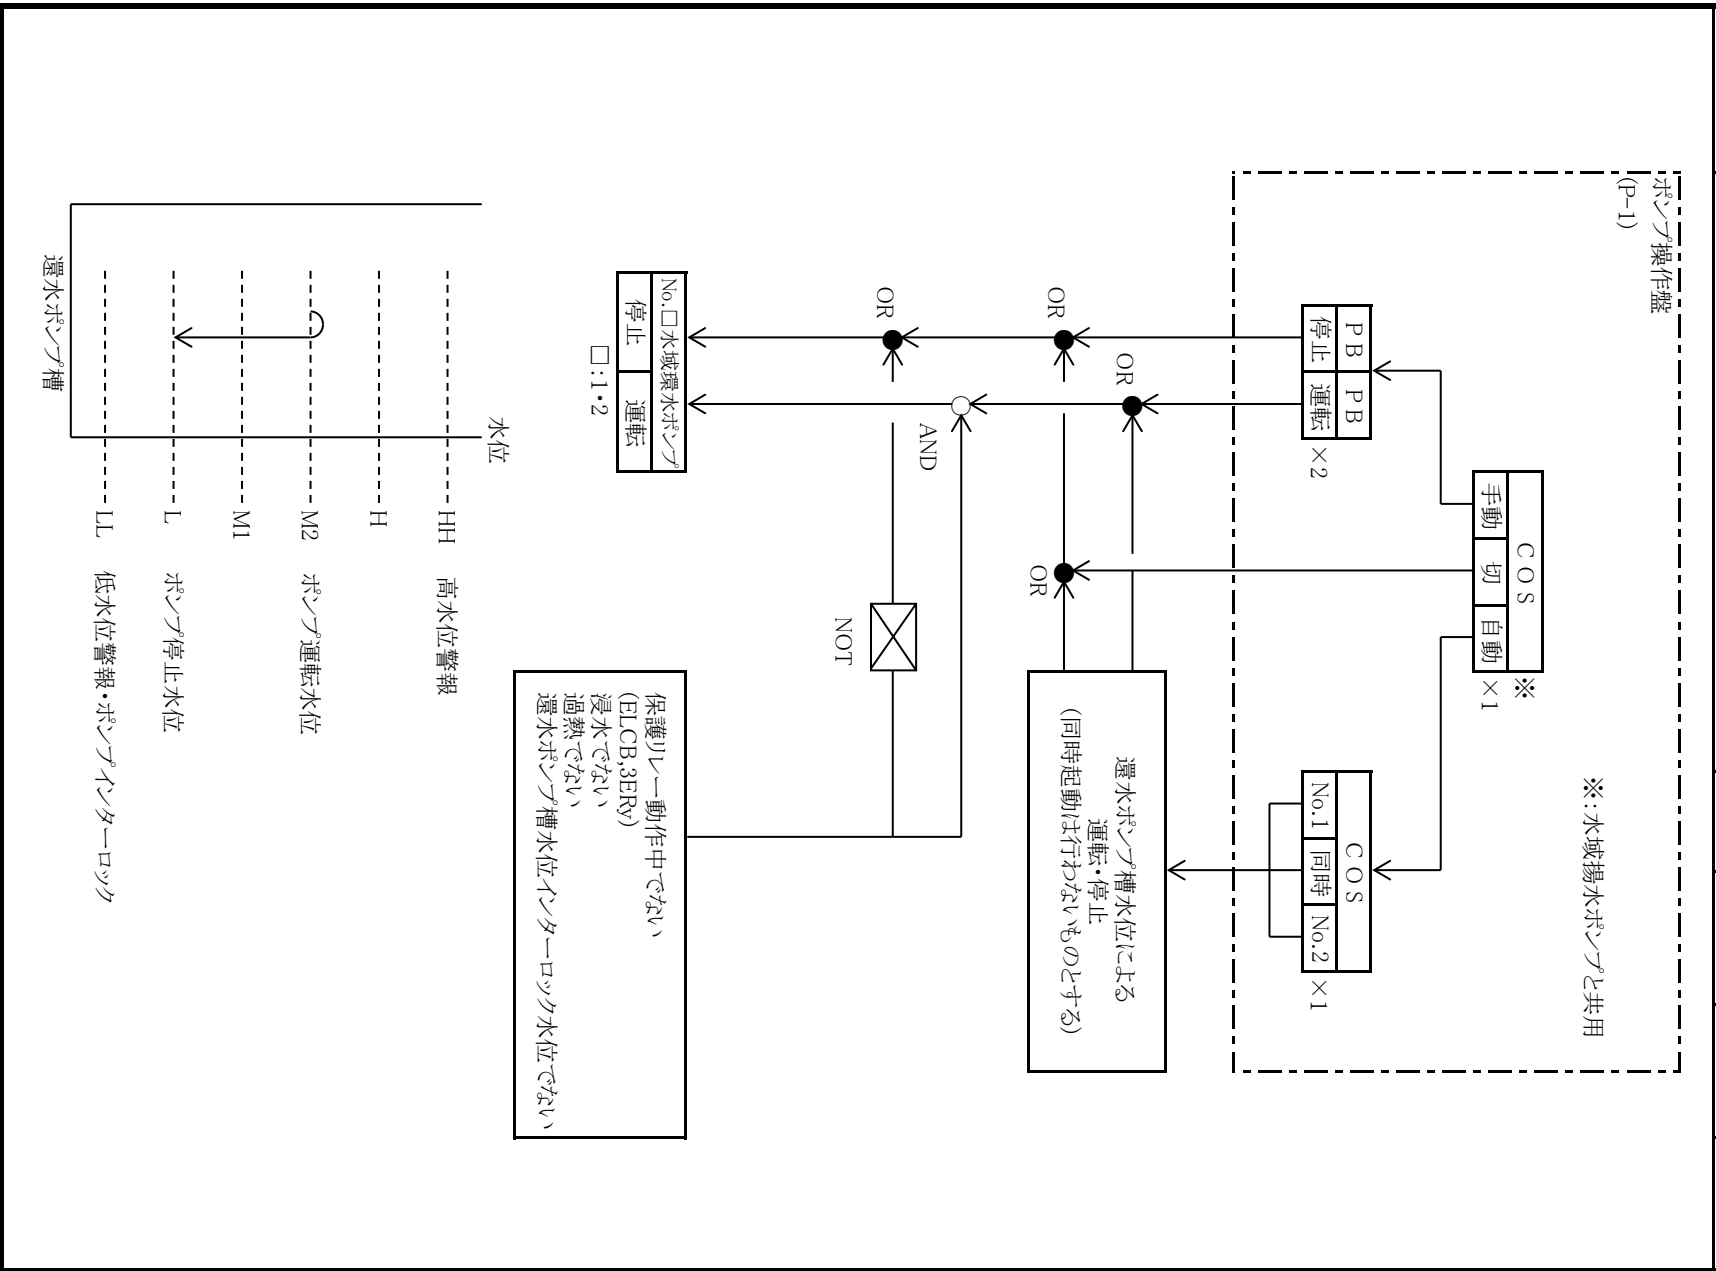 ポンプ操作盤
(P-1)
※:水域揚水ポンプと共用
COS
※
手動 切 自動
×1
PB PB
停止 運転
×2
COS
No.1 同時 No.2
×1
還水ポンプ槽水位による
運転・停止
(同時起動は行わないものとする)
OR
OR
OR
AND
OR
NOT
保護リレー動作中でない
(ELCB,3ERy)
浸水でない
過熱でない
還水ポンプ槽水位インターロック水位でない
No.□水域環水ポンプ
停止 運転
□:1・2
水位
HH 高水位警報
H
M2 ポンプ運転水位
M1
L ポンプ停止水位
LL 低水位警報・ポンプインターロック
還水ポンプ槽